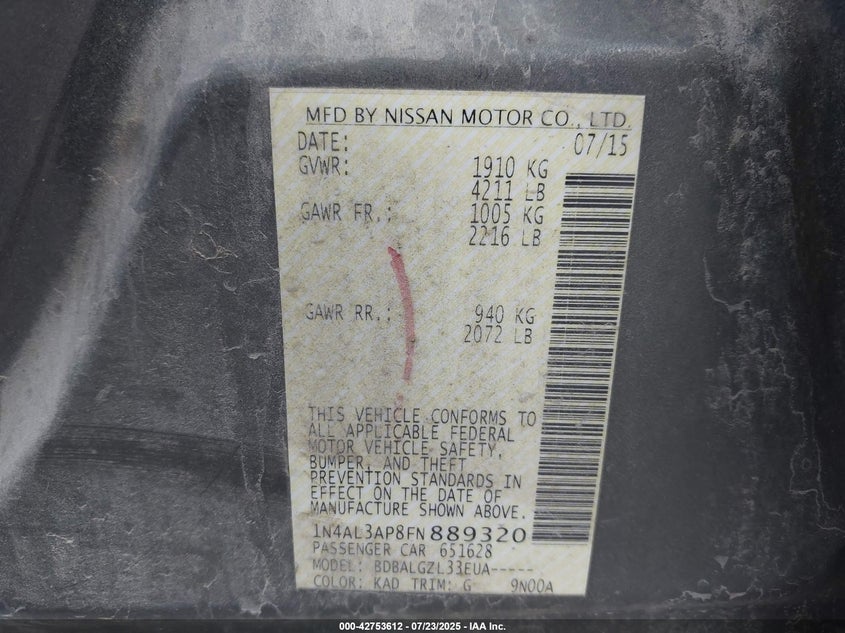 MFD BY NISSAN MOTOR CO., LTD.
DATE: 07/15
GVWR: 1910 KG
4211 LB
GAWR FR.: 1005 KG
2216 LB
GAWR RR.: 940 KG
2072 LB
THIS VEHICLE CONFORMS TO
ALL APPLICABLE FEDERAL
MOTOR VEHICLE SAFETY,
BUMPER, AND THEFT
PREVENTION STANDARDS IN
EFFECT ON THE DATE OF
MANUFACTURE SHOWN ABOVE.
1N4AL3AP8FN889320
PASSENGER CAR 651628
MODEL: BDBALGZL33EUA-----
COLOR: KAD TRIM: G 9N00A
000-42753612 - 07/23/2025 - IAA Inc.